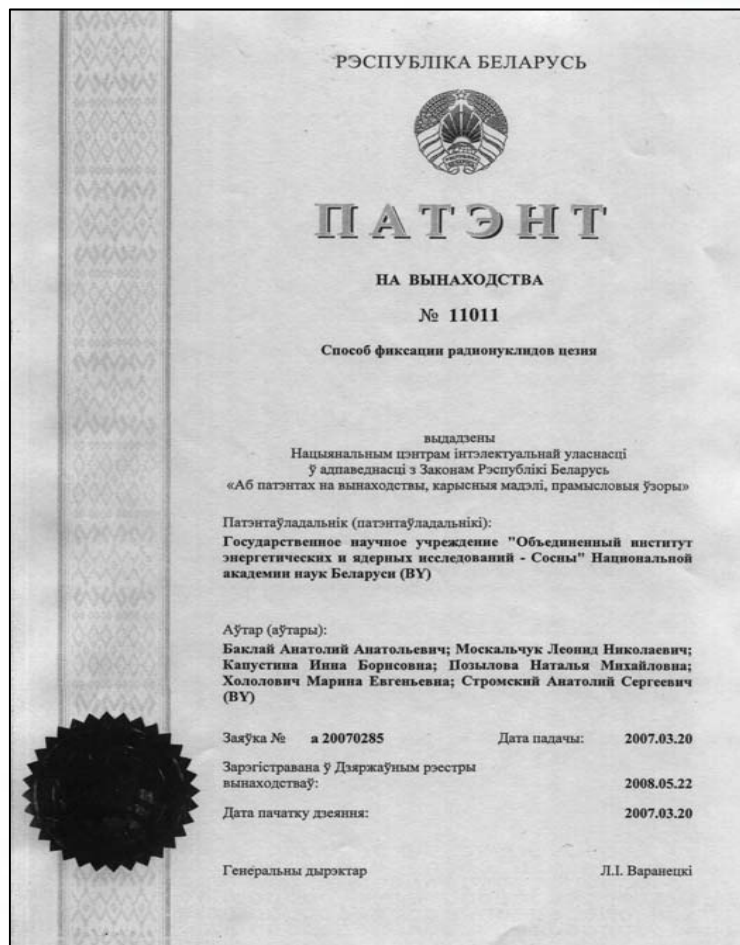 РЭСПУБЛІКА БЕЛАРУСЬ
ПАТЭНТ
НА ВЫНАХОДСТВА
№ 11011
Способ фиксации радионуклидов цезия
выдадзены
Нацыянальным цэнтрам інтэлектуальнай уласнасці
ў адпаведнасці з Законам Рэспублікі Беларусь
«Аб патэнтах на вынаходствы, карысныя мадэлі, прамысловыя ўзоры»
Патэнтаўладальнік (патэнтаўладальнікі):
Государственное научное учреждение "Объединенный институт
энергетических и ядерных исследований - Сосны" Национальной
академии наук Беларуси (BY)
Аўтар (аўтары):
Баклай Анатолий Анатольевич; Москальчук Леонид Николаевич;
Капустина Инна Борисовна; Позылова Наталья Михайловна;
Хололович Марина Евгеньевна; Стромский Анатолий Сергеевич
(BY)
Заяўка № а 20070285 Дата падачы: 2007.03.20
Зарэгістравана ў Дзяржаўным рэестры
вынаходстваў: 2008.05.22
Дата пачатку дзеяння: 2007.03.20
Генеральны дырэктар Л.І. Варанецкі